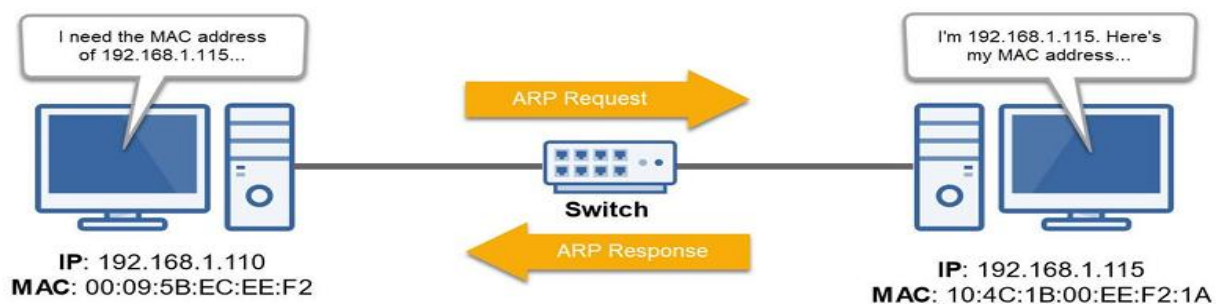 I need the MAC address
of 192.168.1.115...
I'm 192.168.1.115. Here's
my MAC address...
ARP Request
Switch
ARP Response
IP: 192.168.1.110
MAC: 00:09:5B:EC:EE:F2
IP: 192.168.1.115
MAC: 10:4C:1B:00:EE:F2:1A